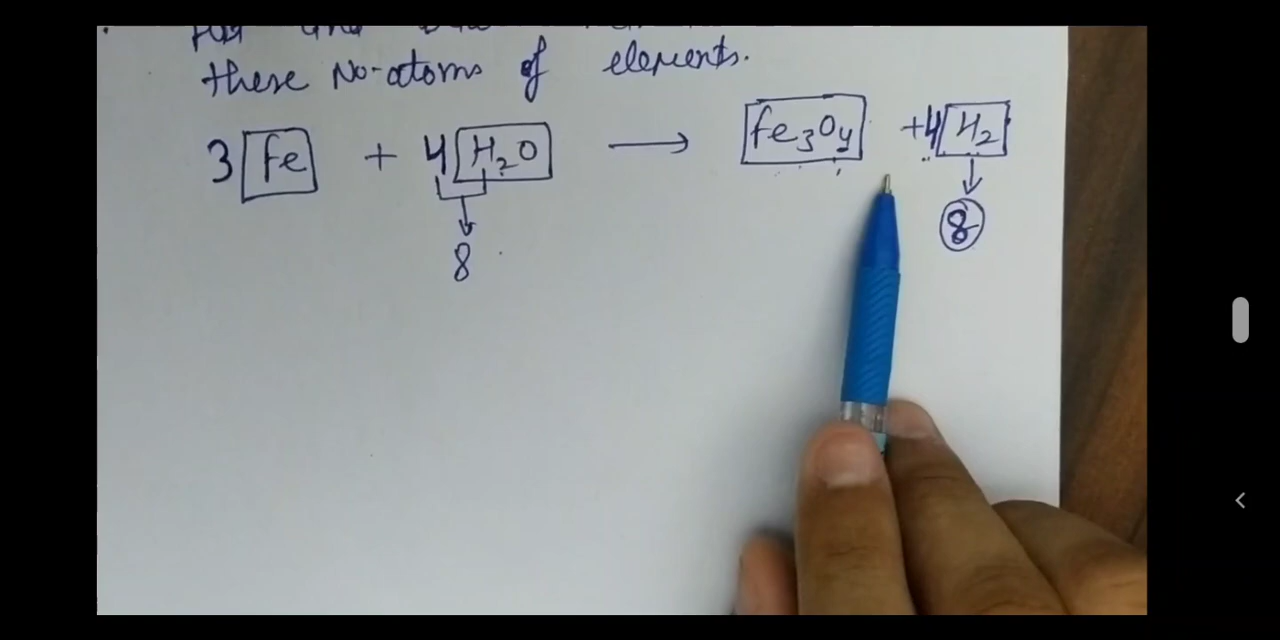 these No-atoms of elements.
3 Fe + 4 H₂O → Fe₃O₄ + 4 H₂
8
8